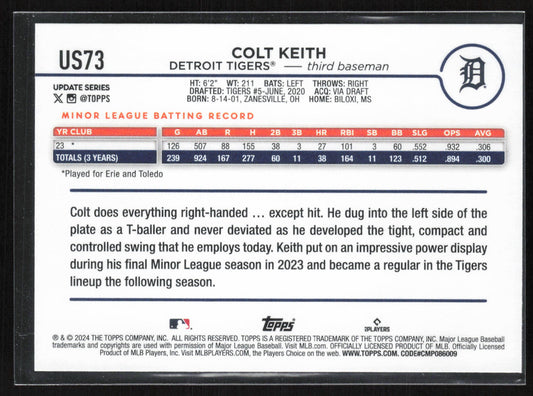 US73
COLT KEITH
DETROIT TIGERS® — third baseman
UPDATE SERIES
@TOPPS
HT: 6'2" WT: 211 BATS: LEFT THROWS: RIGHT
DRAFTED: TIGERS #5-JUNE, 2020 ACQ: VIA DRAFT
BORN: 8-14-01, ZANESVILLE, OH HOME: BILOXI, MS
MINOR LEAGUE BATTING RECORD
YR CLUB G AB R H 2B 3B HR RBI SB BB SLG OPS AVG
23 * 126 507 88 155 38 3 27 101 3 60 .552 .932 .306
TOTALS (3 YEARS) 239 924 167 277 60 11 38 164 11 123 .512 .894 .300
*Played for Erie and Toledo
Colt does everything right-handed ... except hit. He dug into the left side of the
plate as a T-baller and never deviated as he developed the tight, compact and
controlled swing that he employs today. Keith put on an impressive power display
during his final Minor League season in 2023 and became a regular in the Tigers
lineup the following season.
Topps
PLAYERS
® & © 2024 THE TOPPS COMPANY, INC. ALL RIGHTS RESERVED. TOPPS IS A REGISTERED TRADEMARK OF THE TOPPS COMPANY, INC. Major League Baseball
trademarks and copyrights are used with permission of Major League Baseball. Visit MLB.com. OFFICIALLY LICENSED PRODUCT OF MLB. Officially Licensed
Product of MLB Players, Inc. Visit MLBPLAYERS.com, the Players Choice on the web. WWW.TOPPS.COM. CODE#CMP086009